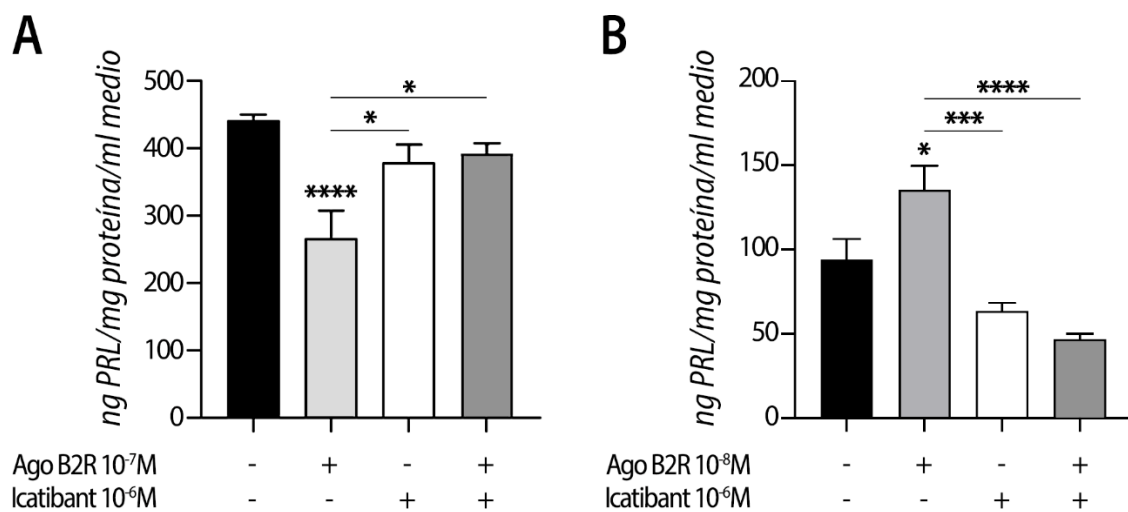 A
ng PRL/mg proteína/ml medio
500
400
300
200
100
0
****
*
*
Ago B2R 10⁻⁷M - + - +
Icatibant 10⁻⁶M - - + +
B
ng PRL/mg proteína/ml medio
200
150
100
50
0
****
***
*
Ago B2R 10⁻⁸M - + - +
Icatibant 10⁻⁶M - - + +